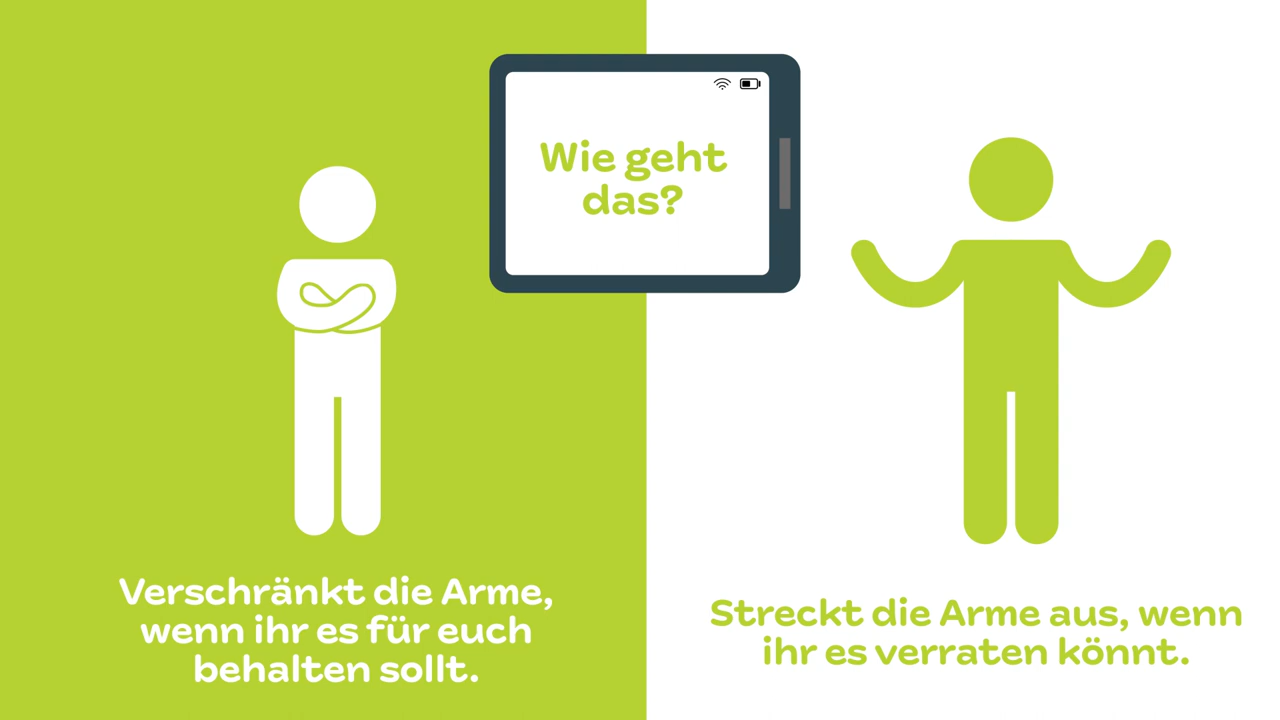 Wie geht
das?
Verschränkt die Arme,
wenn ihr es für euch
behalten sollt.
Streckt die Arme aus, wenn
ihr es verraten könnt.